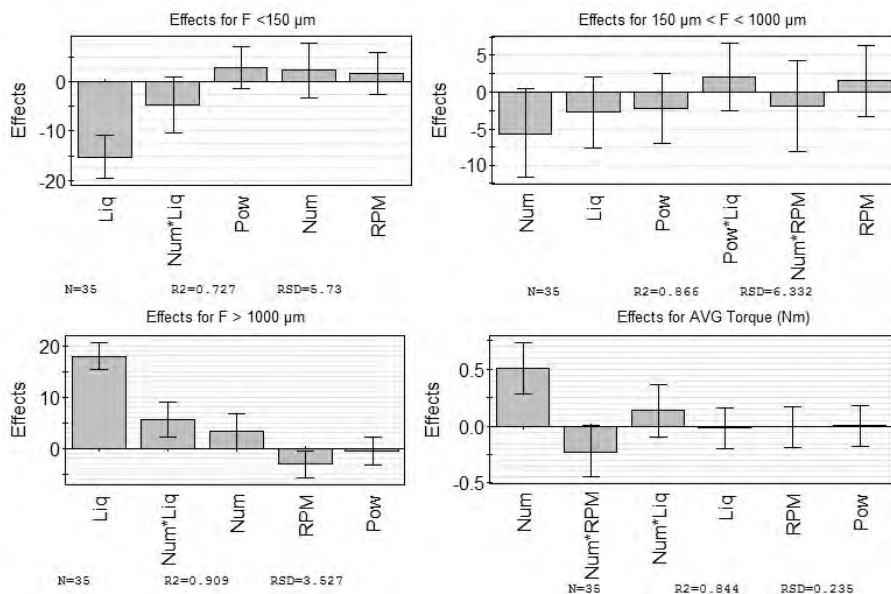 Effects for F <150 µm
Effects
0
-10
-20
Liq
Num*Liq
Pow
Num
RPM
N=35 R2=0.727 RSD=5.73
Effects for 150 µm < F < 1000 µm
Effects
5
0
-5
-10
Num
Liq
Pow
Pow*Liq
Num*RPM
RPM
N=35 R2=0.866 RSD=6.332
Effects for F > 1000 µm
Effects
20
10
0
Liq
Num*Liq
Num
RPM
Pow
N=35 R2=0.909 RSD=3.527
Effects for AVG Torque (Nm)
Effects
0.5
0.0
-0.5
Num
Num*RPM
Num*Liq
Liq
RPM
Pow
N=35 R2=0.844 RSD=0.235